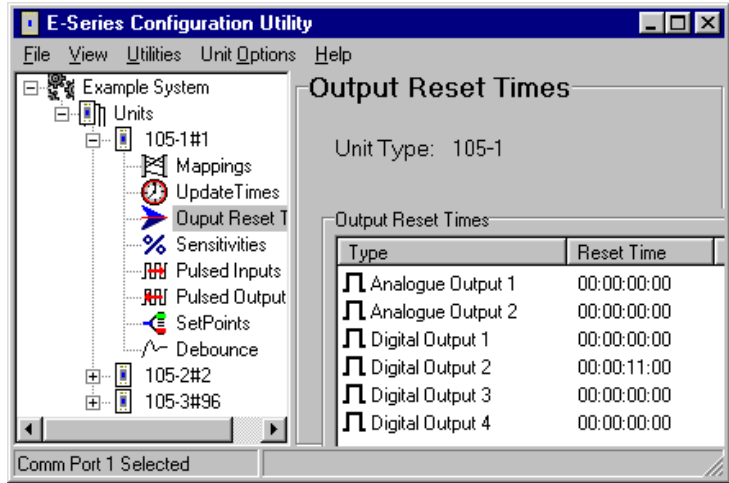 E-Series Configuration Utility
File View Utilities Unit Options Help
Example System
Units
105-1#1
Mappings
UpdateTimes
Ouput Reset T
Sensitivities
Pulsed Inputs
Pulsed Output
SetPoints
Debounce
105-2#2
105-3#96
Output Reset Times
Unit Type: 105-1
Output Reset Times
Type Reset Time
Analogue Output 1 00:00:00:00
Analogue Output 2 00:00:00:00
Digital Output 1 00:00:00:00
Digital Output 2 00:00:11:00
Digital Output 3 00:00:00:00
Digital Output 4 00:00:00:00
Comm Port 1 Selected